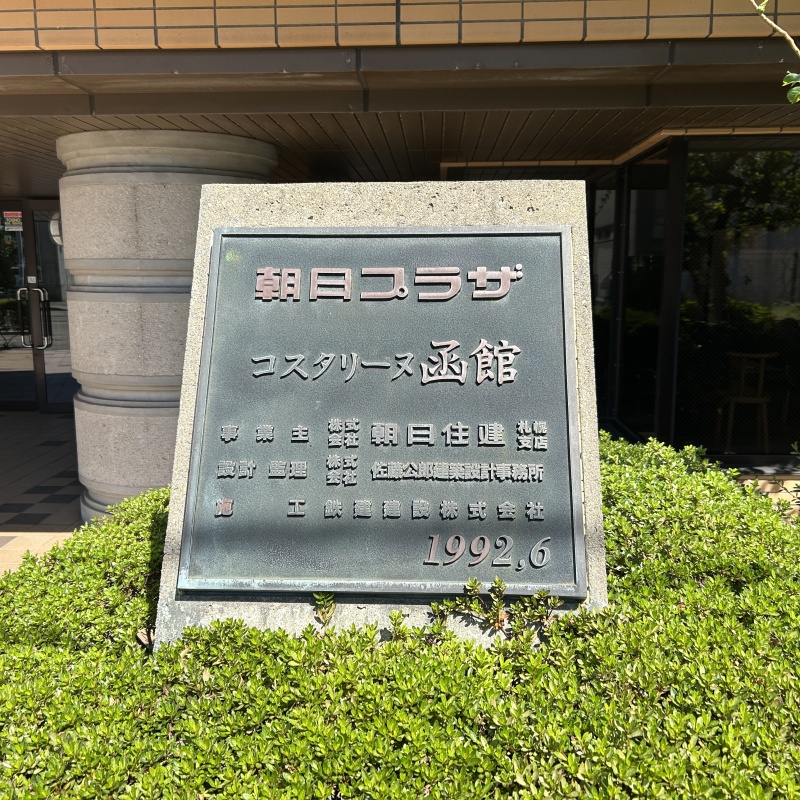 朝日プラザ
コスタリーヌ函館
事業主 株式会社 朝日住建 札幌支店
設計 監理 株式会社 佐藤公郎建築設計事務所
施工 鉄建建設株式会社
1992,6